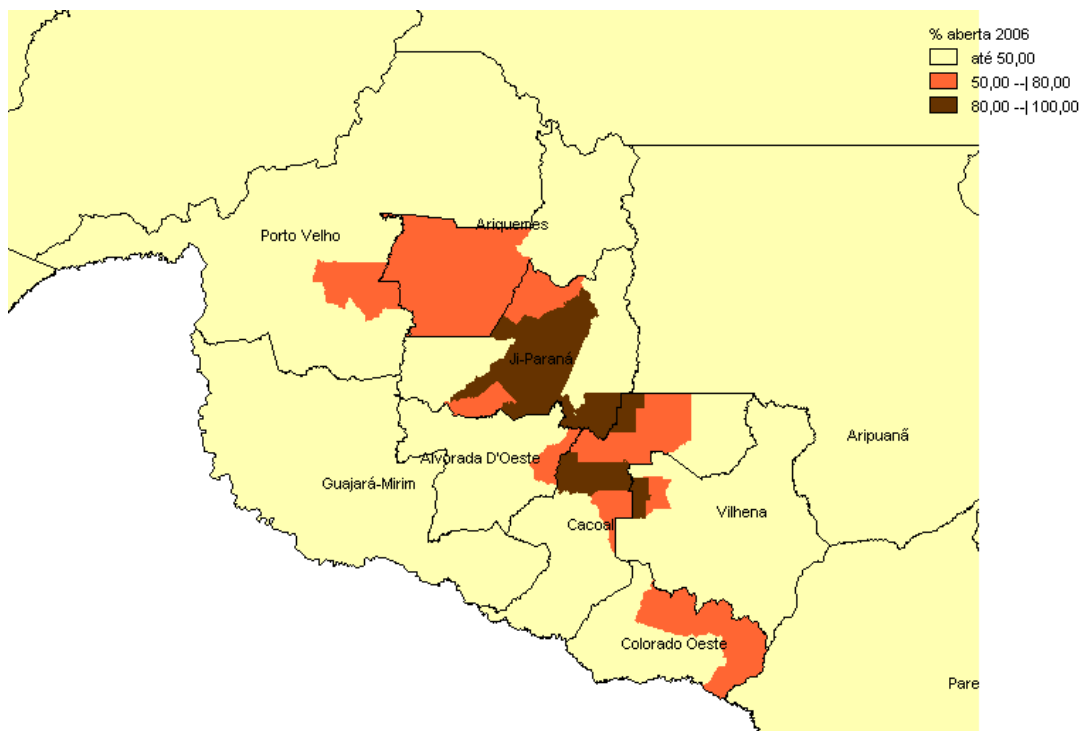 % aberta 2006
até 50,00
50,00 --| 80,00
80,00 --| 100,00
Ariquemes
Porto Velho
Ji-Paraná
Aripuanã
Alvorada D'Oeste
Guajará-Mirim
Vilhena
Cacoal
Colorado Oeste
Pare